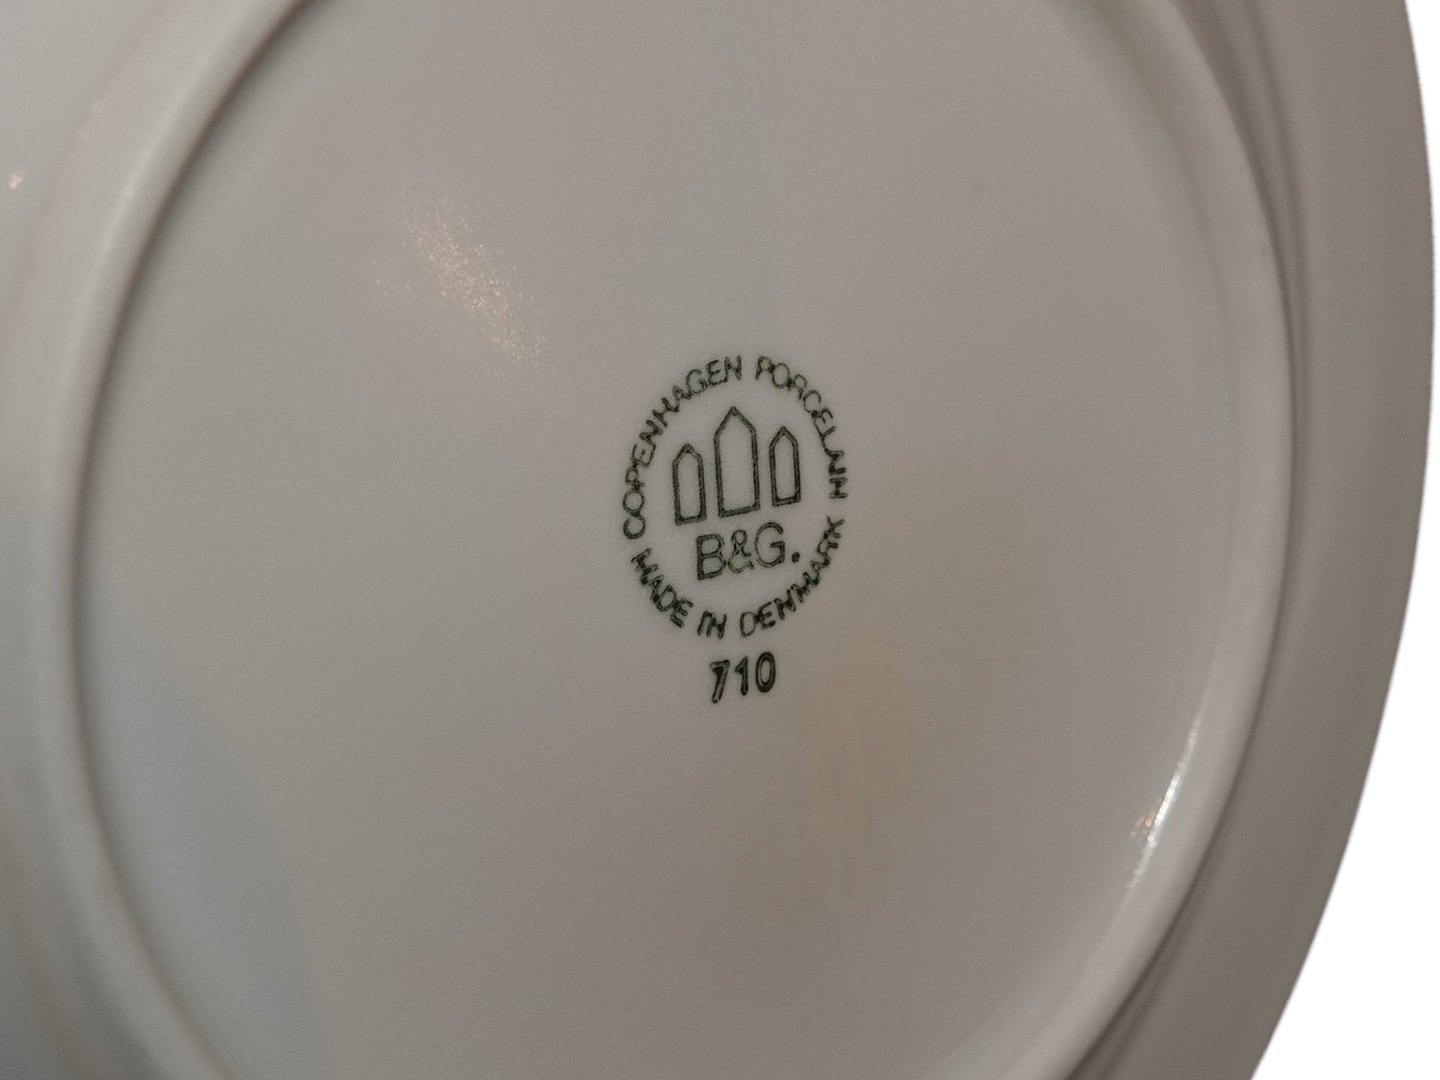 COPENHAGEN PORCELAIN
B&G.
MADE IN DENMARK
710